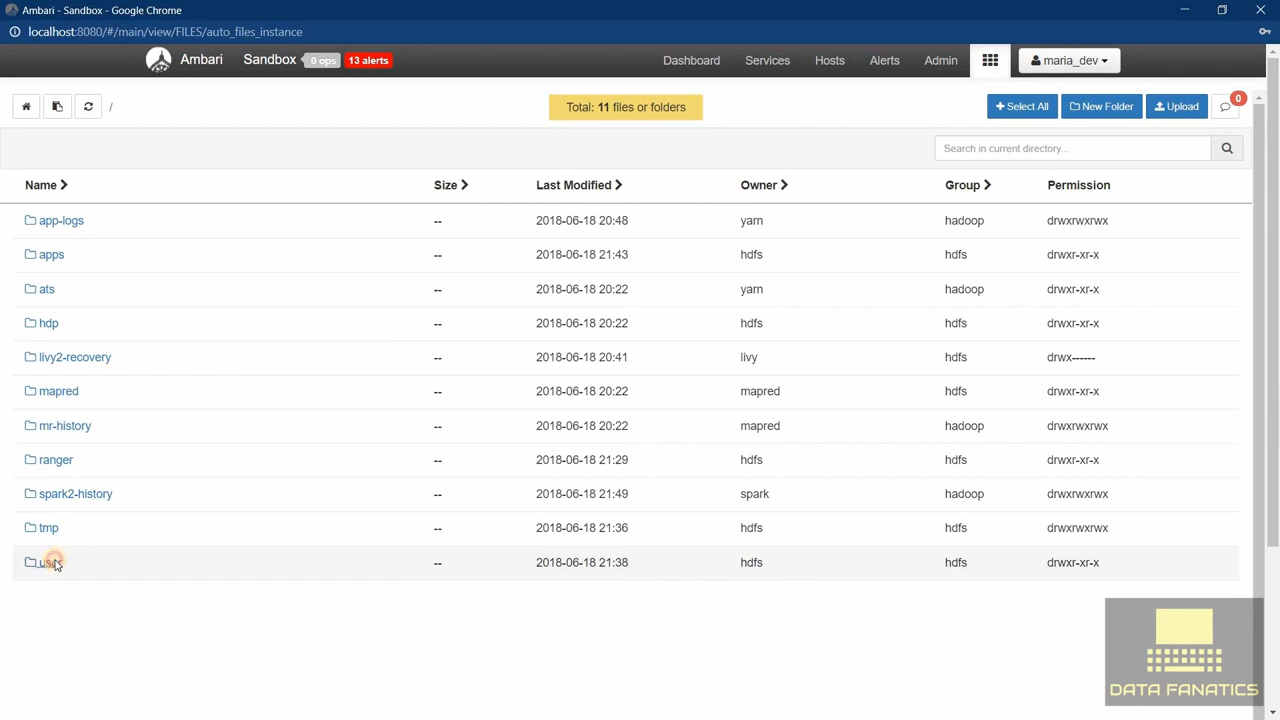 Ambari - Sandbox - Google Chrome
localhost:8080/#/main/view/FILES/auto_files_instance
Ambari Sandbox 0 ops 13 alerts Dashboard Services Hosts Alerts Admin maria_dev
/ Total: 11 files or folders Select All New Folder Upload 0
Search in current directory...
Name Size Last Modified Owner Group Permission
app-logs -- 2018-06-18 20:48 yarn hadoop drwxrwxrwx
apps -- 2018-06-18 21:43 hdfs hdfs drwxr-xr-x
ats -- 2018-06-18 20:22 yarn hadoop drwxr-xr-x
hdp -- 2018-06-18 20:22 hdfs hdfs drwxr-xr-x
livy2-recovery -- 2018-06-18 20:41 livy hdfs drwx------
mapred -- 2018-06-18 20:22 mapred hdfs drwxr-xr-x
mr-history -- 2018-06-18 20:22 mapred hadoop drwxrwxrwx
ranger -- 2018-06-18 21:29 hdfs hdfs drwxr-xr-x
spark2-history -- 2018-06-18 21:49 spark hadoop drwxrwxrwx
tmp -- 2018-06-18 21:36 hdfs hdfs drwxrwxrwx
-- 2018-06-18 21:38 hdfs hdfs drwxr-xr-x
DATA FANATICS